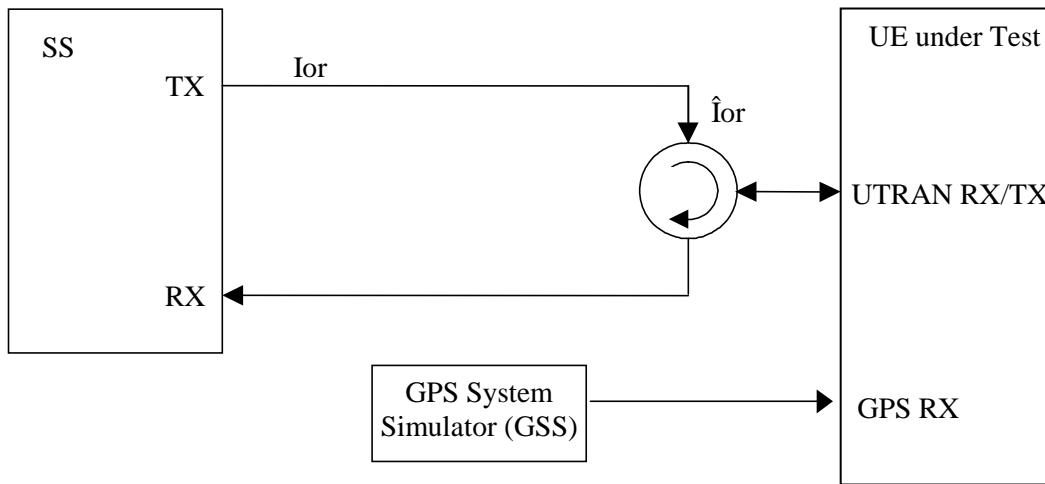 SS
UE under Test
TX
Ior
Îor
UTRAN RX/TX
RX
GPS System
Simulator (GSS)
GPS RX